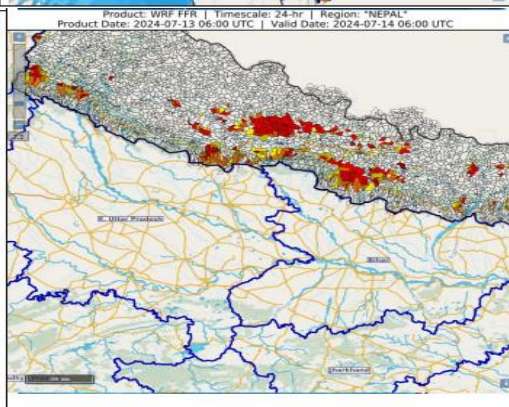 Product: WRF FFR | Timescale: 24-hr | Region: "NEPAL"
Product Date: 2024-07-13 06:00 UTC | Valid Date: 2024-07-14 06:00 UTC
E. Uttar Pradesh
Bihar
Jharkhand